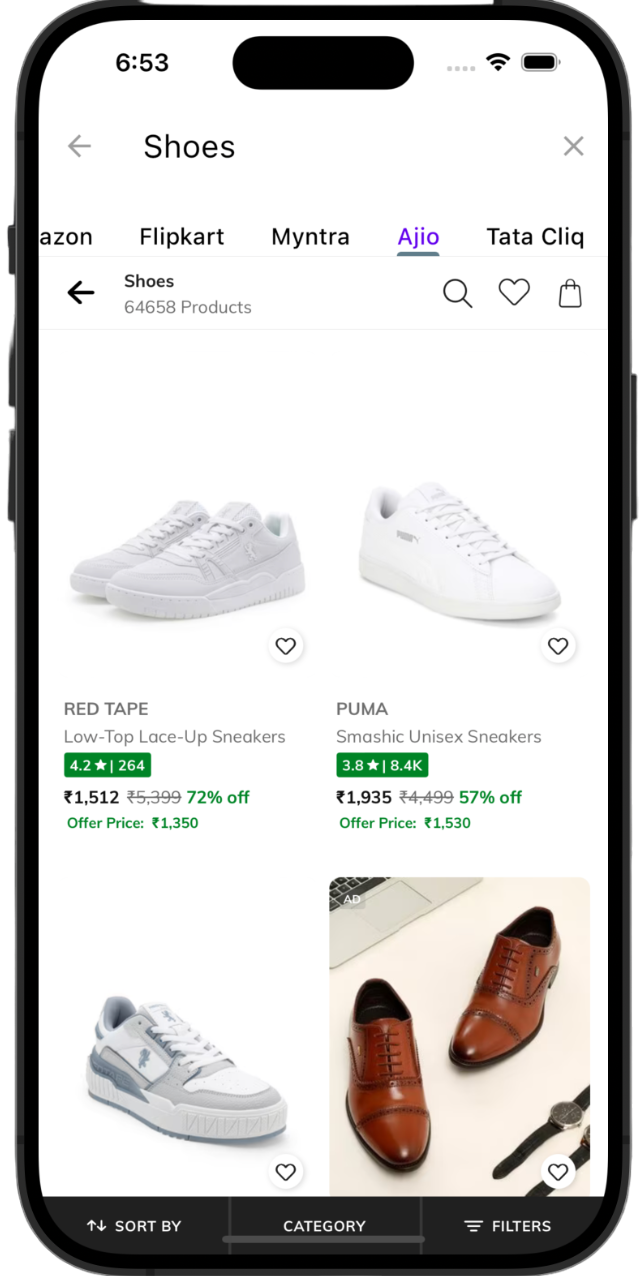 6:53
Shoes
azon Flipkart Myntra Ajio Tata Cliq
Shoes
64658 Products
PUMA
RED TAPE
Low-Top Lace-Up Sneakers
4.2 ★ | 264
₹1,512 ₹5,399 72% off
Offer Price: ₹1,350
PUMA
Smashic Unisex Sneakers
3.8 ★ | 8.4K
₹1,935 ₹4,499 57% off
Offer Price: ₹1,530
AD
SORT BY
CATEGORY
FILTERS